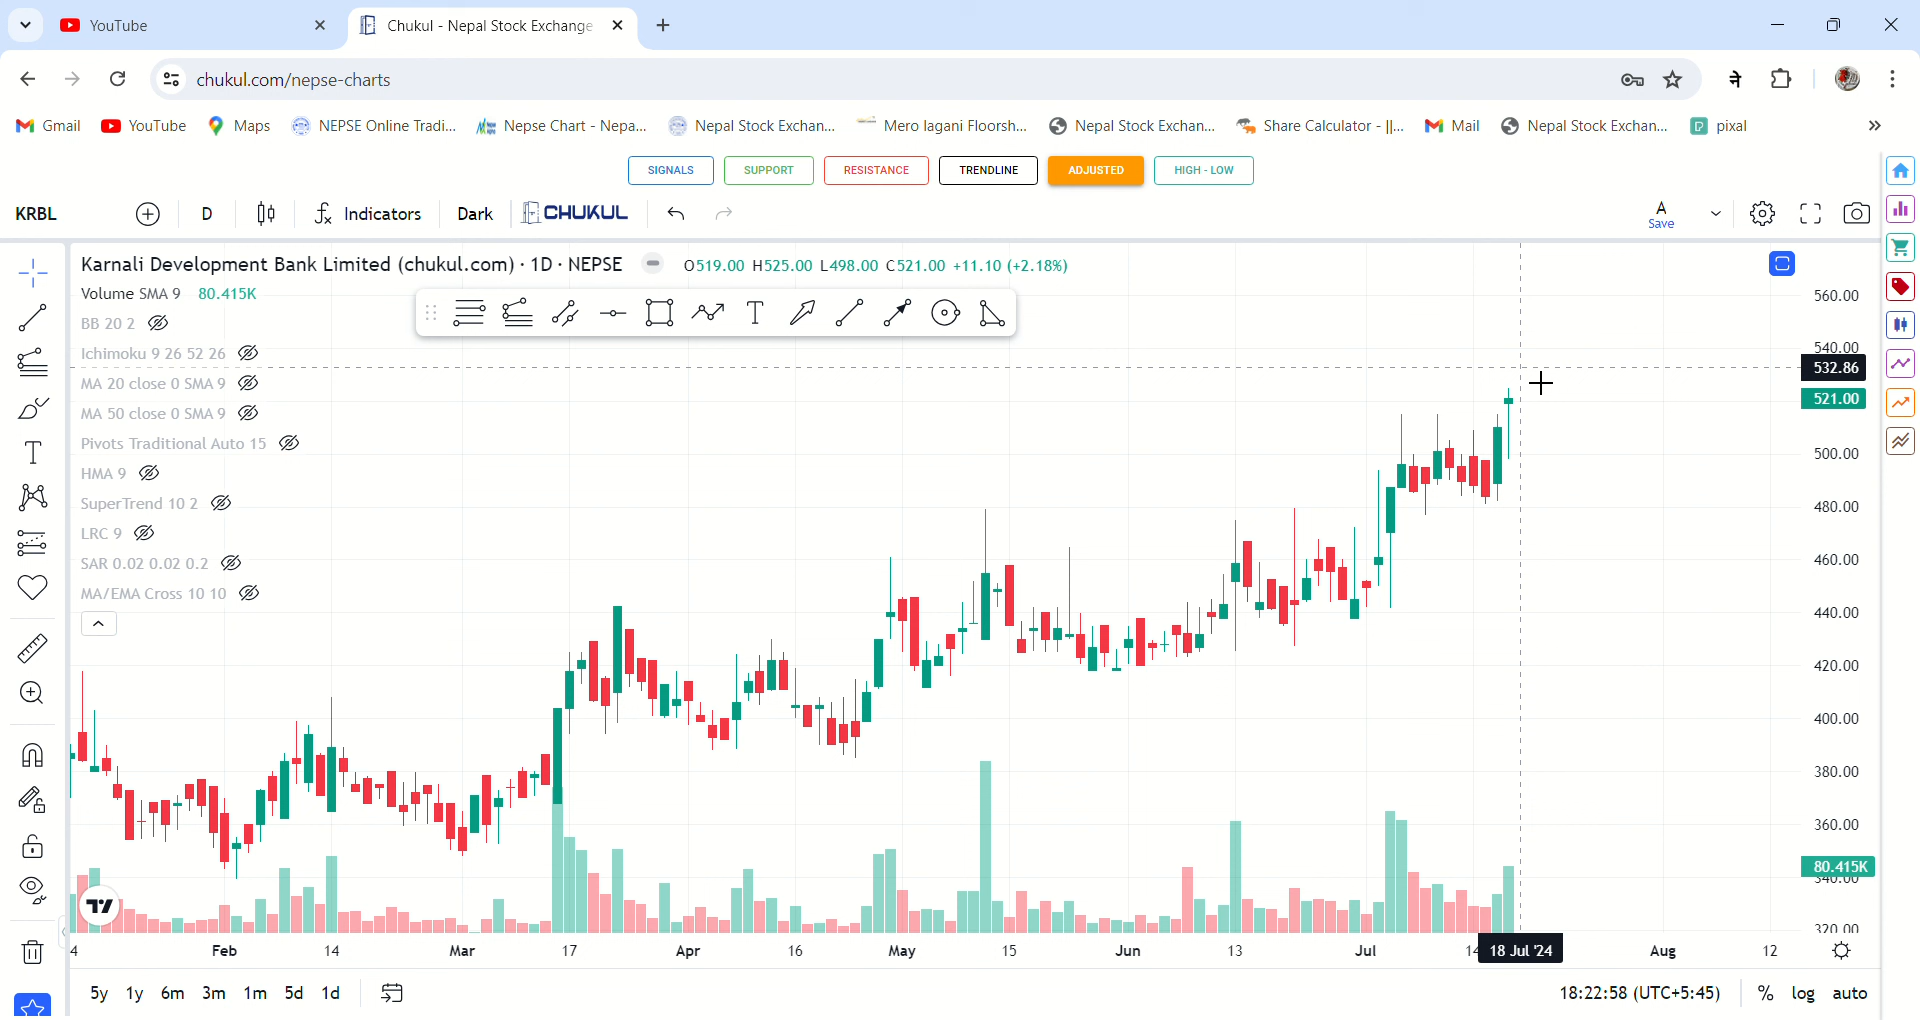 YouTube
Chukul - Nepal Stock Exchange
chukul.com/nepse-charts
ने
Gmail YouTube Maps NEPSE Online Tradi... Nepse Chart - Nepa... Nepal Stock Exchan... Mero lagani Floorsh... Nepal Stock Exchan... Share Calculator - ||... Mail Nepal Stock Exchan... pixal
SIGNALS SUPPORT RESISTANCE TRENDLINE ADJUSTED HIGH - LOW
KRBL D Indicators Dark CHUKUL A Save
Karnali Development Bank Limited (chukul.com) · 1D · NEPSE O519.00 H525.00 L498.00 C521.00 +11.10 (+2.18%)
Volume SMA 9 80.415K
BB 20 2
Ichimoku 9 26 52 26
MA 20 close 0 SMA 9
MA 50 close 0 SMA 9
Pivots Traditional Auto 15
HMA 9
SuperTrend 10 2
LRC 9
SAR 0.02 0.02 0.2
MA/EMA Cross 10 10
560.00
540.00
532.86
521.00
500.00
480.00
460.00
440.00
420.00
400.00
380.00
360.00
80.415K
340.00
320.00
4 Feb 14 Mar 17 Apr 16 May 15 Jun 13 Jul 14 18 Jul '24 Aug 12
5y 1y 6m 3m 1m 5d 1d 18:22:58 (UTC+5:45) % log auto